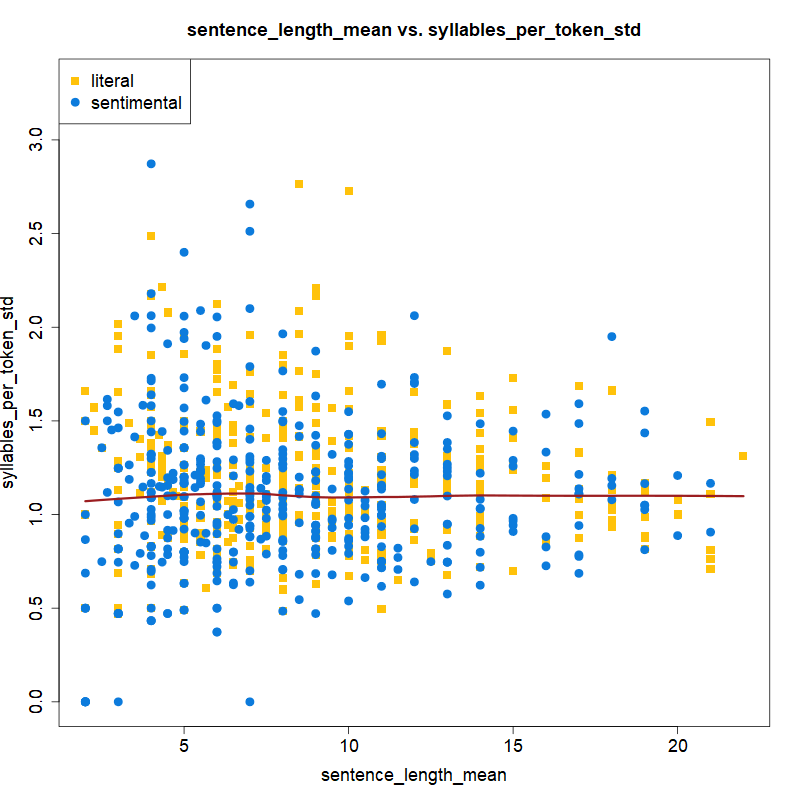 sentence_length_mean vs. syllables_per_token_std
literal
sentimental
syllables_per_token_std
3.0
2.5
2.0
1.5
1.0
0.5
0.0
5 10 15 20
sentence_length_mean